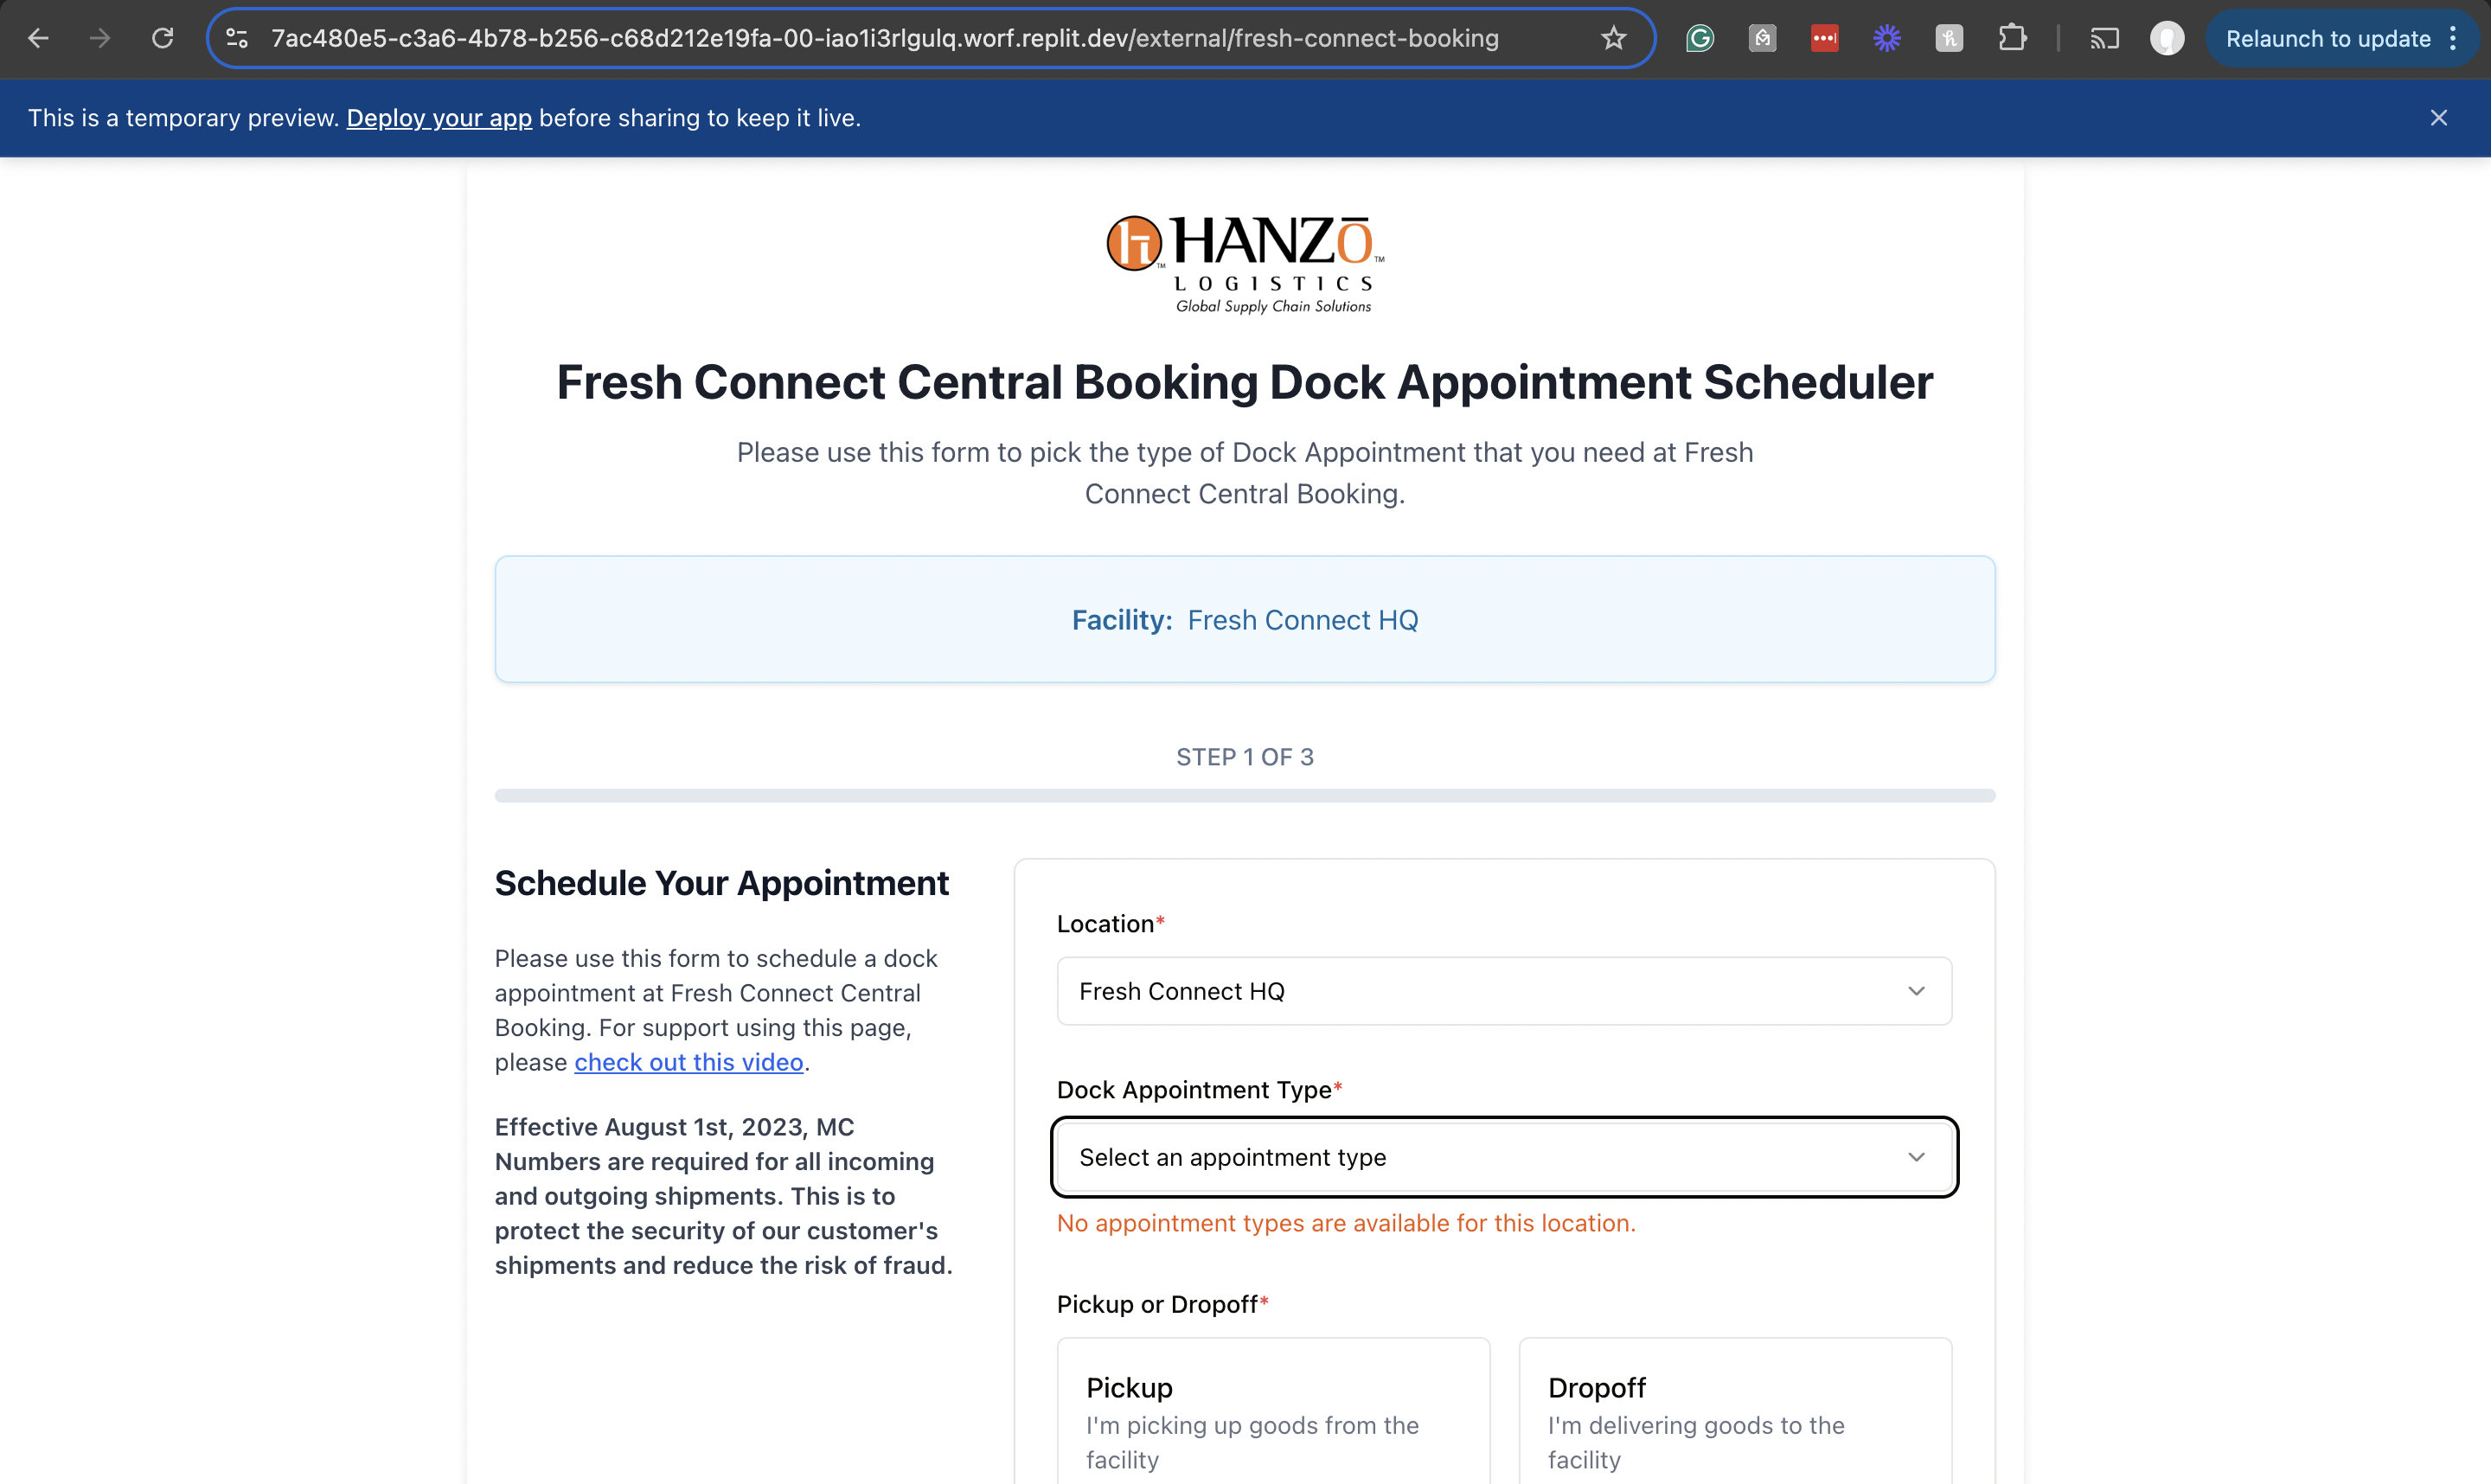 7ac480e5-c3a6-4b78-b256-c68d212e19fa-00-iao1i3rlgulq.worf.replit.dev/external/fresh-connect-booking
Relaunch to update
This is a temporary preview. Deploy your app before sharing to keep it live.
HANZŌ™
LOGISTICS
Global Supply Chain Solutions
Fresh Connect Central Booking Dock Appointment Scheduler
Please use this form to pick the type of Dock Appointment that you need at Fresh
Connect Central Booking.
Facility: Fresh Connect HQ
STEP 1 OF 3
Schedule Your Appointment
Please use this form to schedule a dock
appointment at Fresh Connect Central
Booking. For support using this page,
please check out this video.
Effective August 1st, 2023, MC
Numbers are required for all incoming
and outgoing shipments. This is to
protect the security of our customer's
shipments and reduce the risk of fraud.
Location*
Fresh Connect HQ
Dock Appointment Type*
Select an appointment type
No appointment types are available for this location.
Pickup or Dropoff*
Pickup
I'm picking up goods from the
facility
Dropoff
I'm delivering goods to the
facility